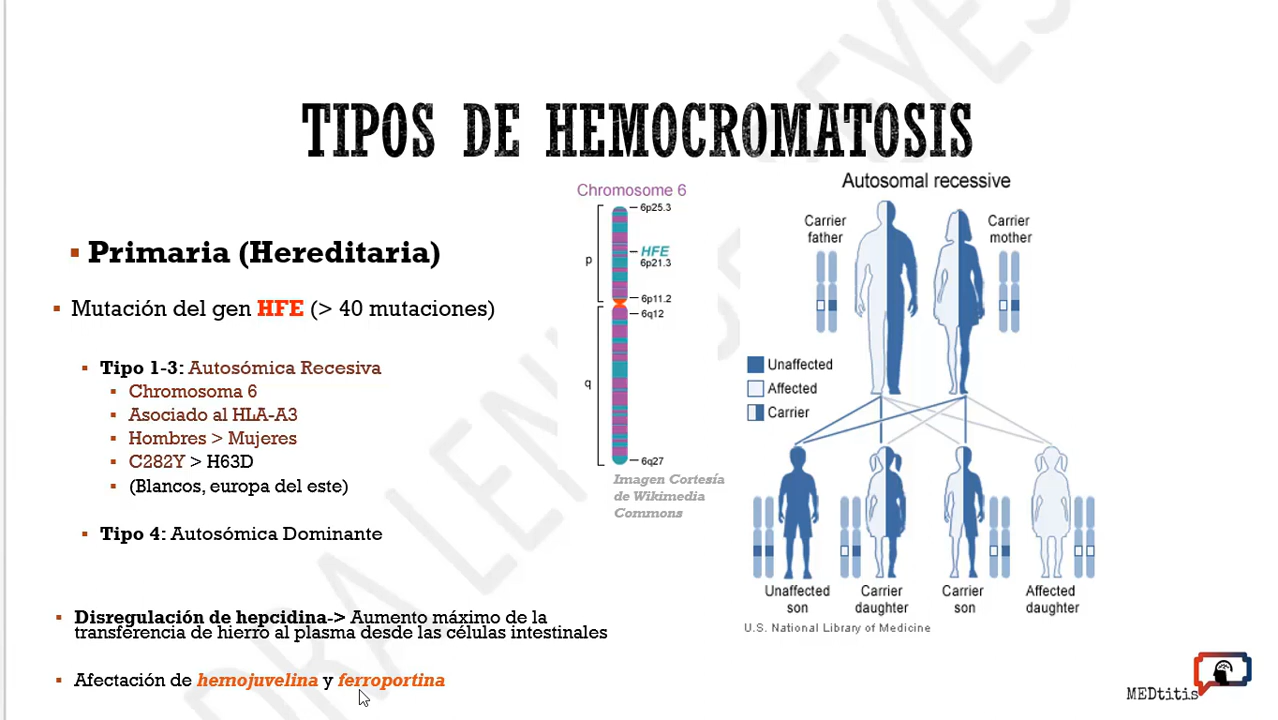 TIPOS DE HEMOCROMATOSIS
Primaria (Hereditaria)
Mutación del gen HFE (> 40 mutaciones)
Tipo 1-3: Autosómica Recesiva
Chromosoma 6
Asociado al HLA-A3
Hombres > Mujeres
C282Y > H63D
(Blancos, europa del este)
Tipo 4: Autosómica Dominante
Disregulación de hepcidina-> Aumento máximo de la
transferencia de hierro al plasma desde las células intestinales
Afectación de hemojuvelina y ferroportina
Chromosome 6
6p25.3
HFE
6p21.3
p
6p11.2
6q12
q
6q27
Imagen Cortesía
de Wikimedia
Commons
Autosomal recessive
Carrier
father
Carrier
mother
Unaffected
Affected
Carrier
Unaffected
son
Carrier
daughter
Carrier
son
Affected
daughter
U.S. National Library of Medicine
MEDtitis